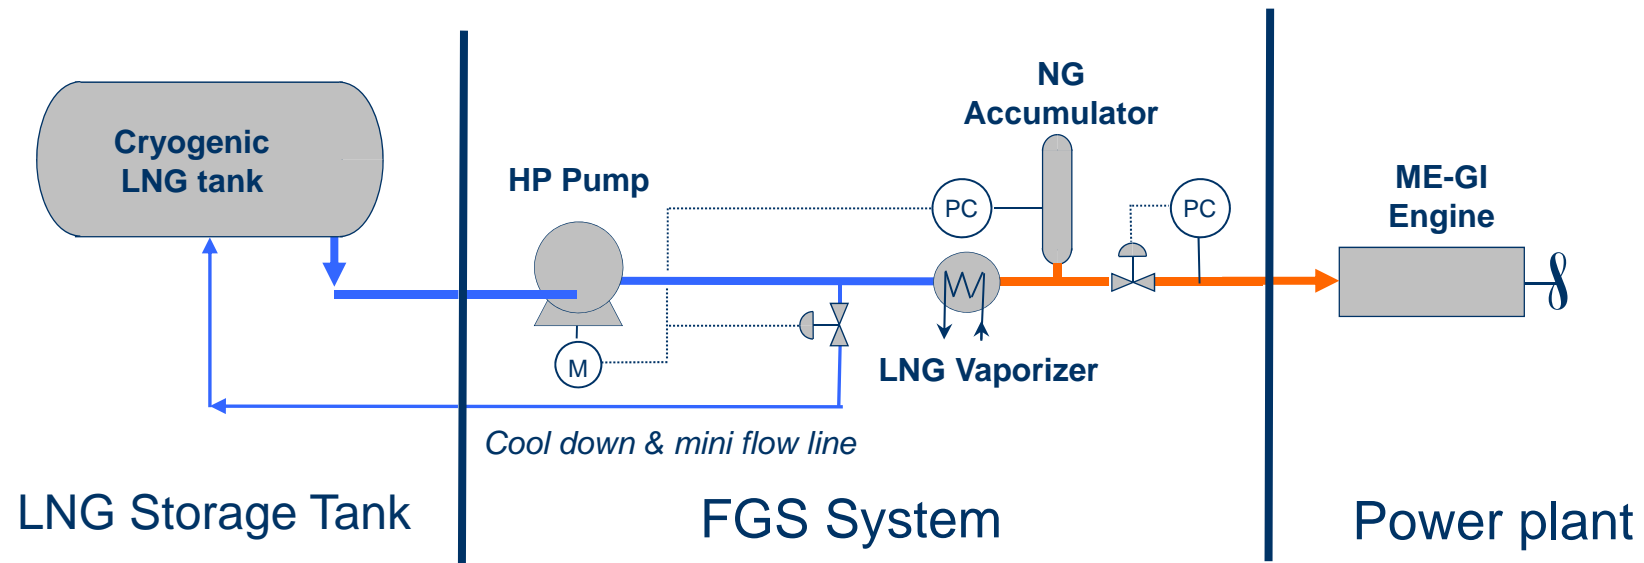 Cryogenic
LNG tank
HP Pump
NG
Accumulator
PC
PC
ME-GI
Engine
M
LNG Vaporizer
Cool down & mini flow line
LNG Storage Tank
FGS System
Power plant